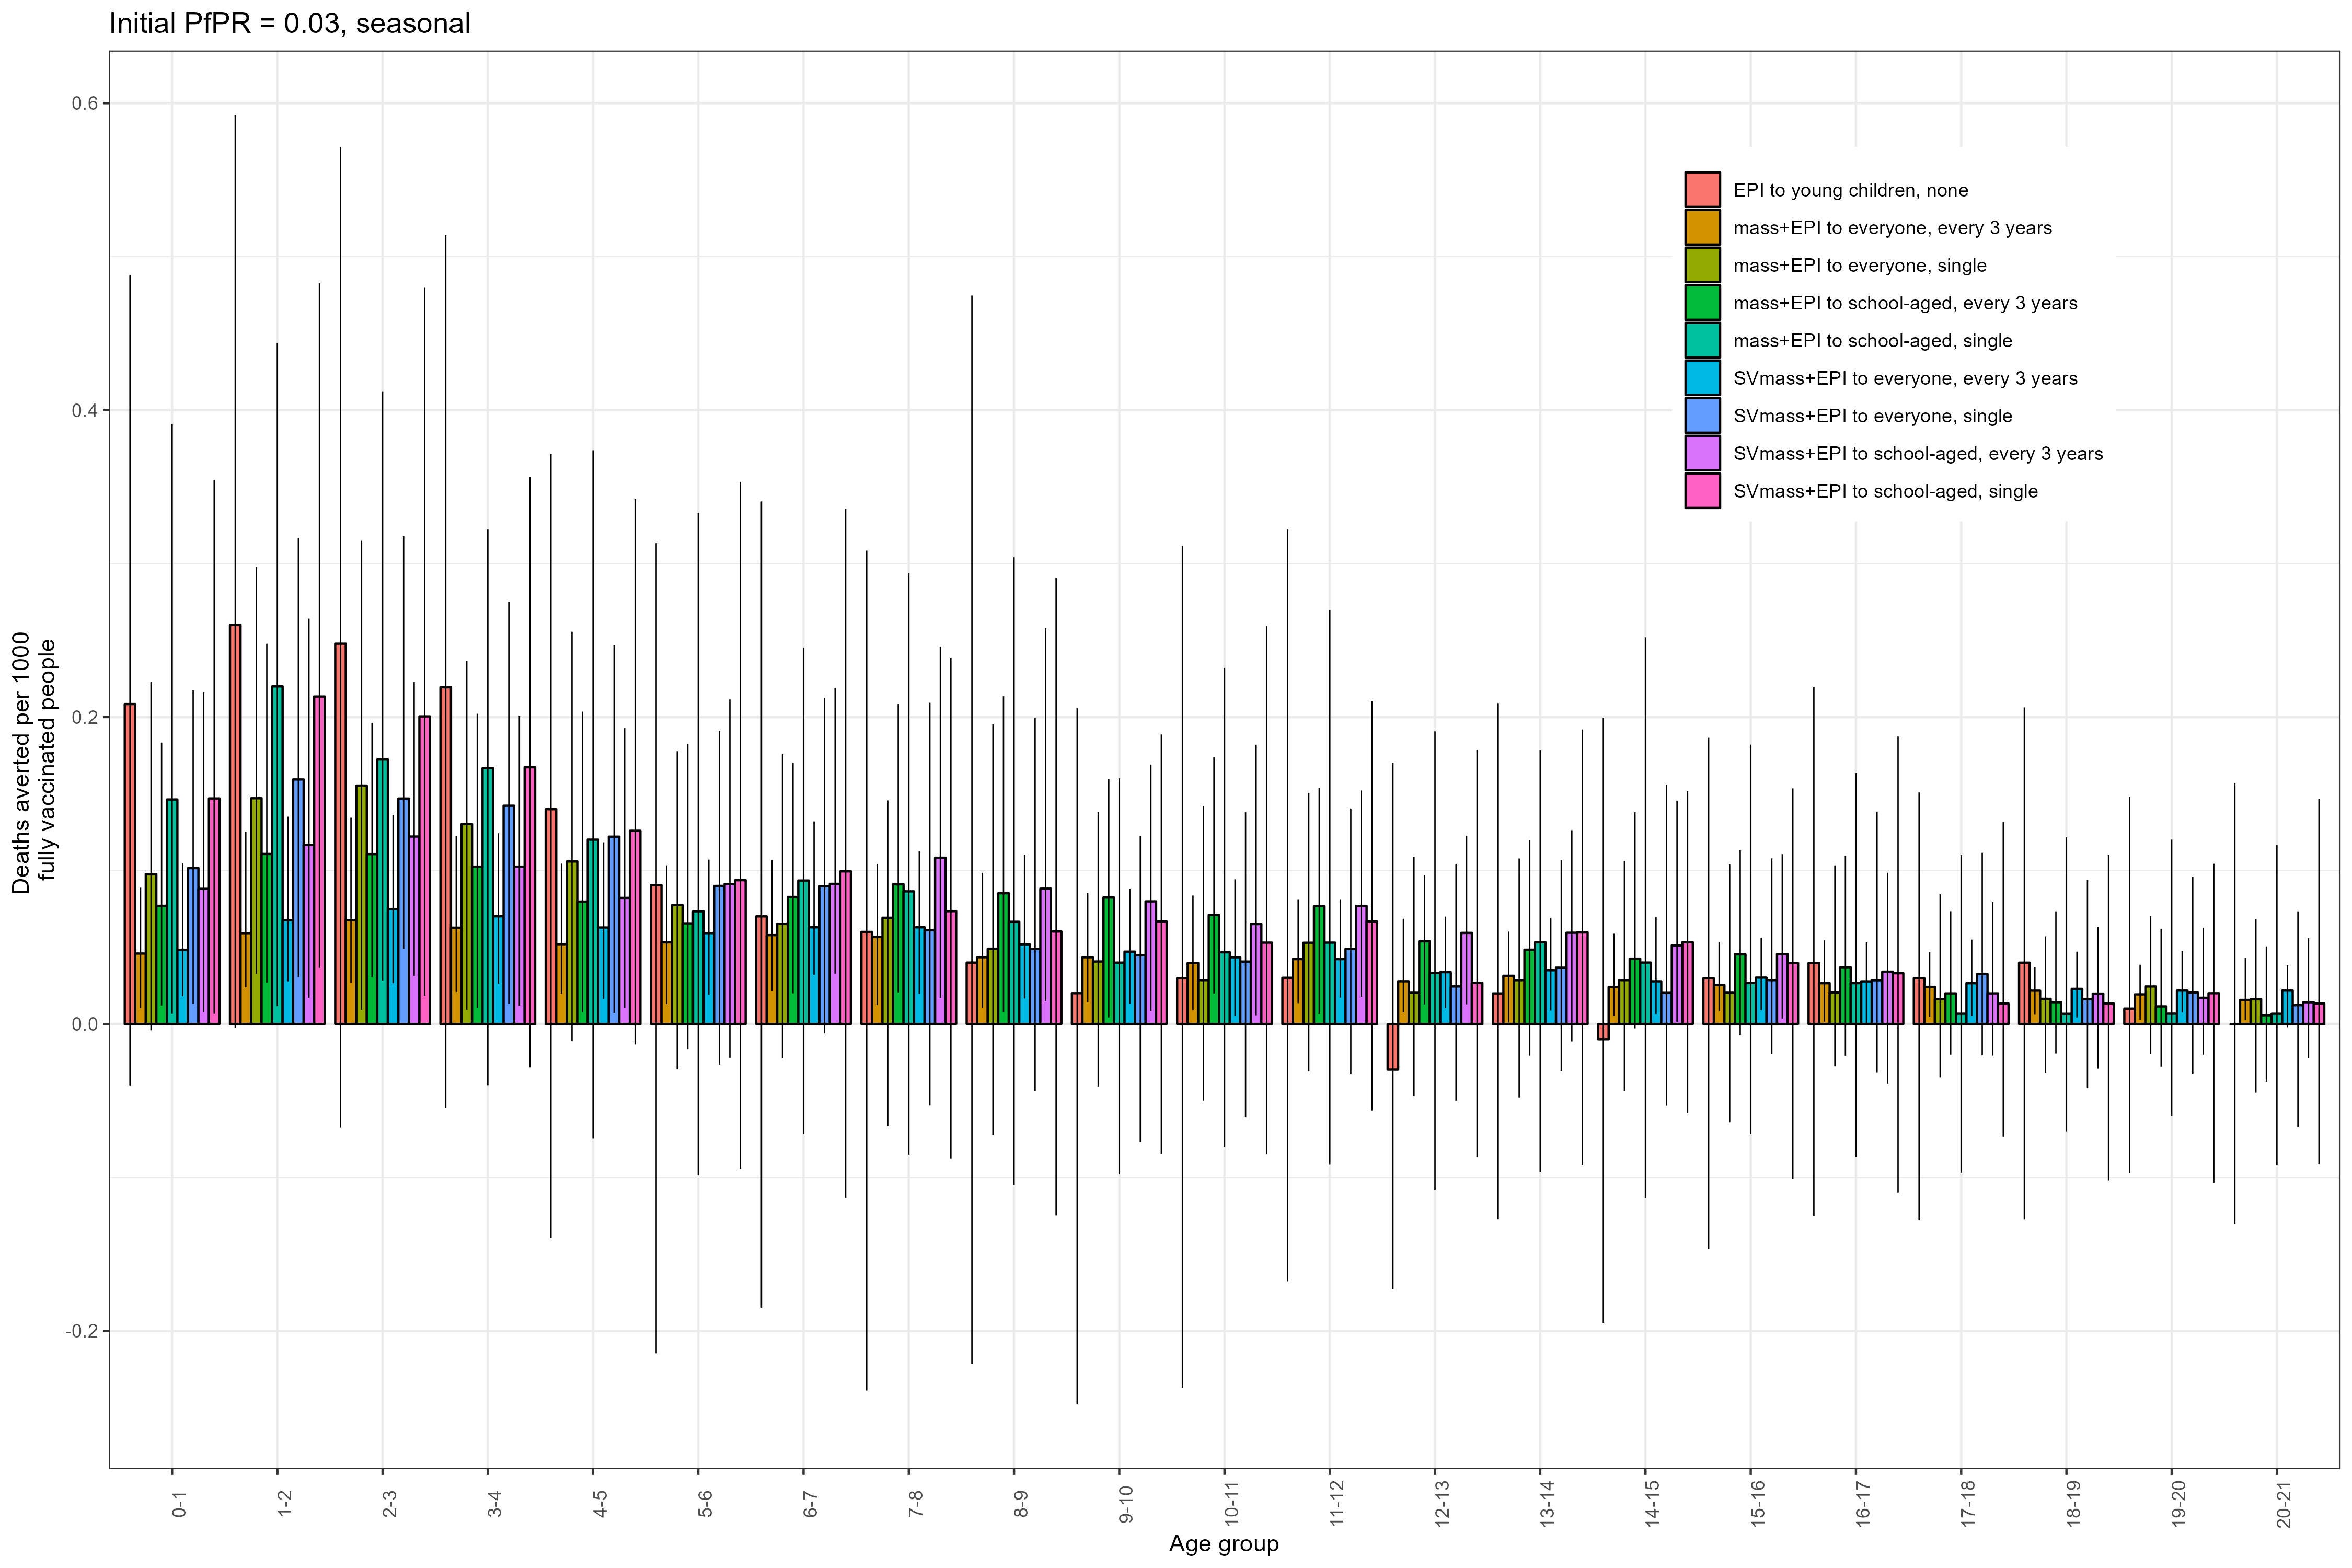 Initial PfPR = 0.03, seasonal
Deaths averted per 1000
fully vaccinated people
0.6
0.4
0.2
0.0
-0.2
EPI to young children, none
mass+EPI to everyone, every 3 years
mass+EPI to everyone, single
mass+EPI to school-aged, every 3 years
mass+EPI to school-aged, single
SVmass+EPI to everyone, every 3 years
SVmass+EPI to everyone, single
SVmass+EPI to school-aged, every 3 years
SVmass+EPI to school-aged, single
0-1
1-2
2-3
3-4
4-5
5-6
6-7
7-8
8-9
9-10
10-11
11-12
12-13
13-14
14-15
15-16
16-17
17-18
18-19
19-20
20-21
Age group